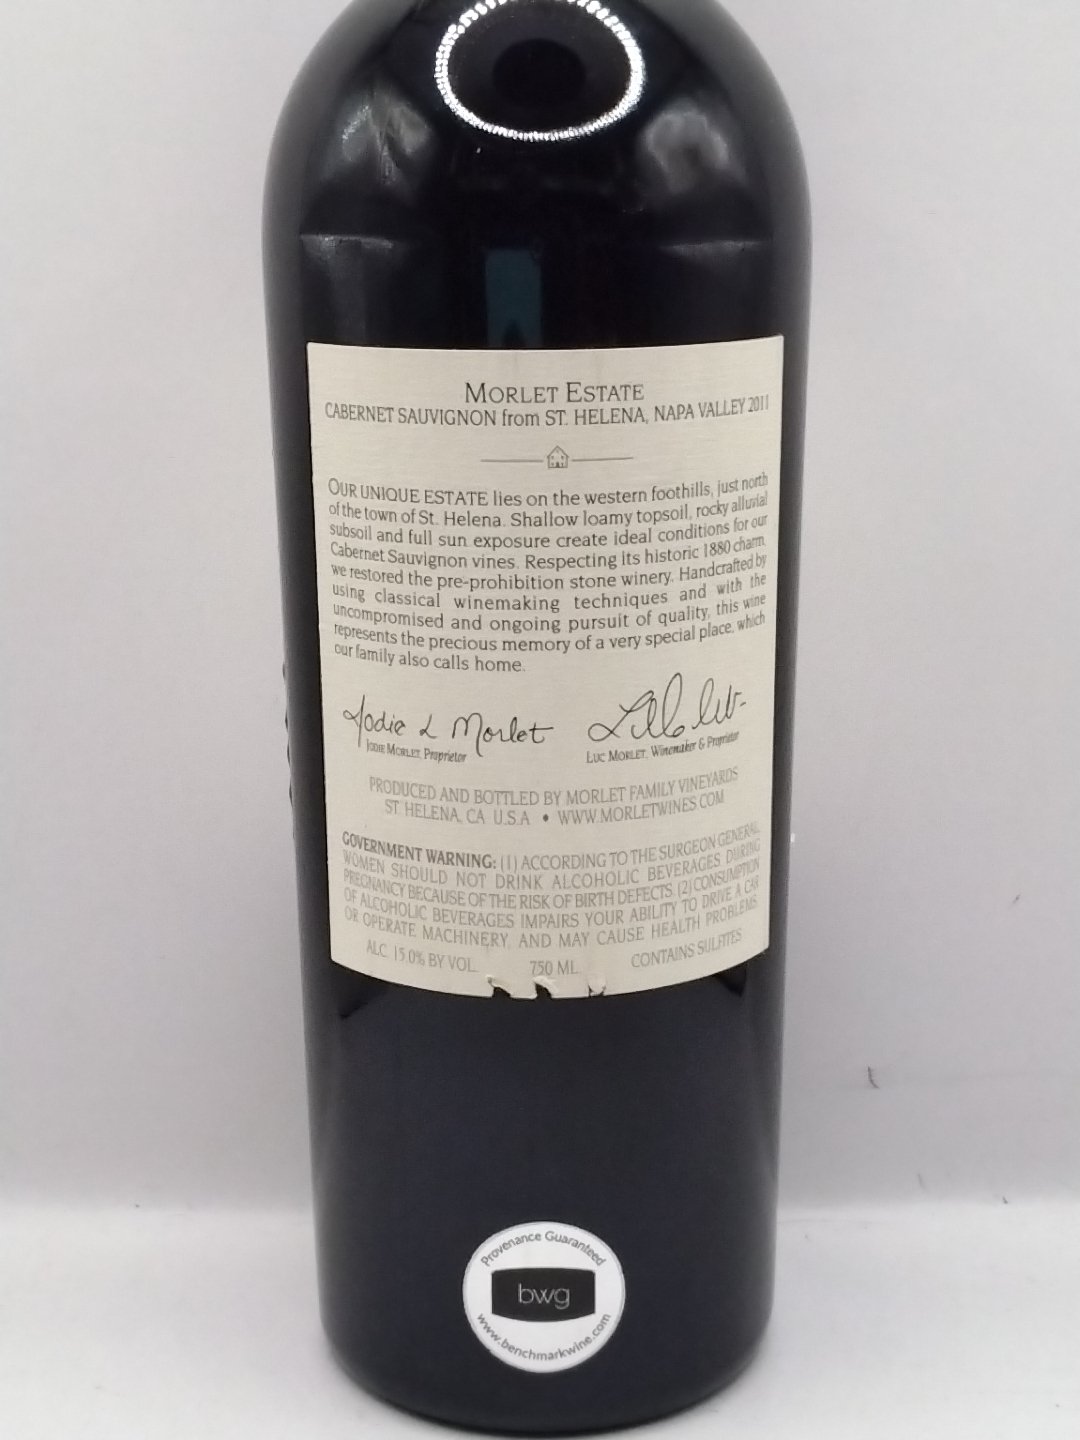 MORLET ESTATE
CABERNET SAUVIGNON from ST. HELENA, NAPA VALLEY 2011
OUR UNIQUE ESTATE lies on the western foothills, just north
of the town of St. Helena. Shallow loamy topsoil, rocky alluvial
subsoil and full sun exposure create ideal conditions for our
Cabernet Sauvignon vines. Respecting its historic 1880 charm,
we restored the pre-prohibition stone winery. Handcrafted by
using classical winemaking techniques and with the
uncompromised and ongoing pursuit of quality, this wine
represents the precious memory of a very special place, which
our family also calls home.
Jodie L Morlet
JODIE MORLET, Proprietor
LUC MORLET, Winemaker & Proprietor
PRODUCED AND BOTTLED BY MORLET FAMILY VINEYARDS
ST. HELENA, CA U.S.A • WWW.MORLETWINES.COM
GOVERNMENT WARNING: (1) ACCORDING TO THE SURGEON GENERAL,
WOMEN SHOULD NOT DRINK ALCOHOLIC BEVERAGES DURING
PREGNANCY BECAUSE OF THE RISK OF BIRTH DEFECTS. (2) CONSUMPTION
OF ALCOHOLIC BEVERAGES IMPAIRS YOUR ABILITY TO DRIVE A CAR
OR OPERATE MACHINERY, AND MAY CAUSE HEALTH PROBLEMS.
ALC. 15.0% BY VOL. 750 ML. CONTAINS SULFITES
Provenance Guaranteed
bwg
www.benchmarkwine.com